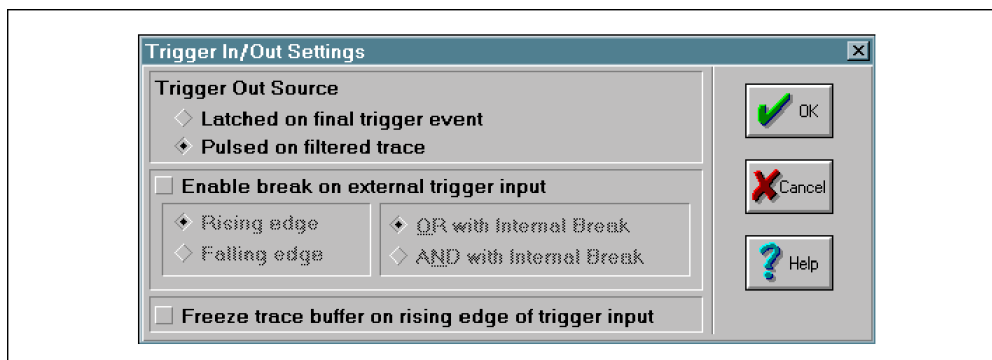 Trigger In/Out Settings
Trigger Out Source
Latched on final trigger event
Pulsed on filtered trace
Enable break on external trigger input
Rising edge
Falling edge
OR with Internal Break
AND with Internal Break
Freeze trace buffer on rising edge of trigger input
OK
Cancel
Help